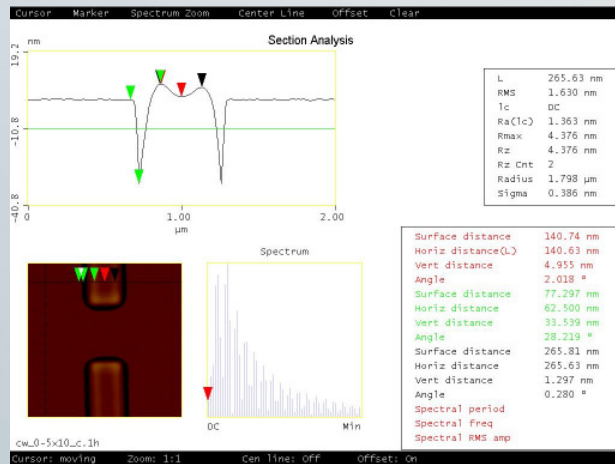 Cursor Marker Spectrum Zoom Center Line Offset Clear
nm
Section Analysis
19.2
-10.8
-40.8
0
1.00
2.00
µm
L 265.63 nm
RMS 1.630 nm
lc DC
Ra(lc) 1.363 nm
Rmax 4.376 nm
Rz 4.376 nm
Rz Cnt 2
Radius 1.798 µm
Sigma 0.386 nm
Spectrum
DC
Min
Surface distance 140.74 nm
Horiz distance(L) 140.63 nm
Vert distance 4.955 nm
Angle 2.018 °
Surface distance 77.297 nm
Horiz distance 62.500 nm
Vert distance 33.539 nm
Angle 28.219 °
Surface distance 265.81 nm
Horiz distance 265.63 nm
Vert distance 1.297 nm
Angle 0.280 °
Spectral period
Spectral freq
Spectral RMS amp
cw_0-5x10_c.1h
Cursor: moving Zoom: 1:1 Cen line: Off Offset: On